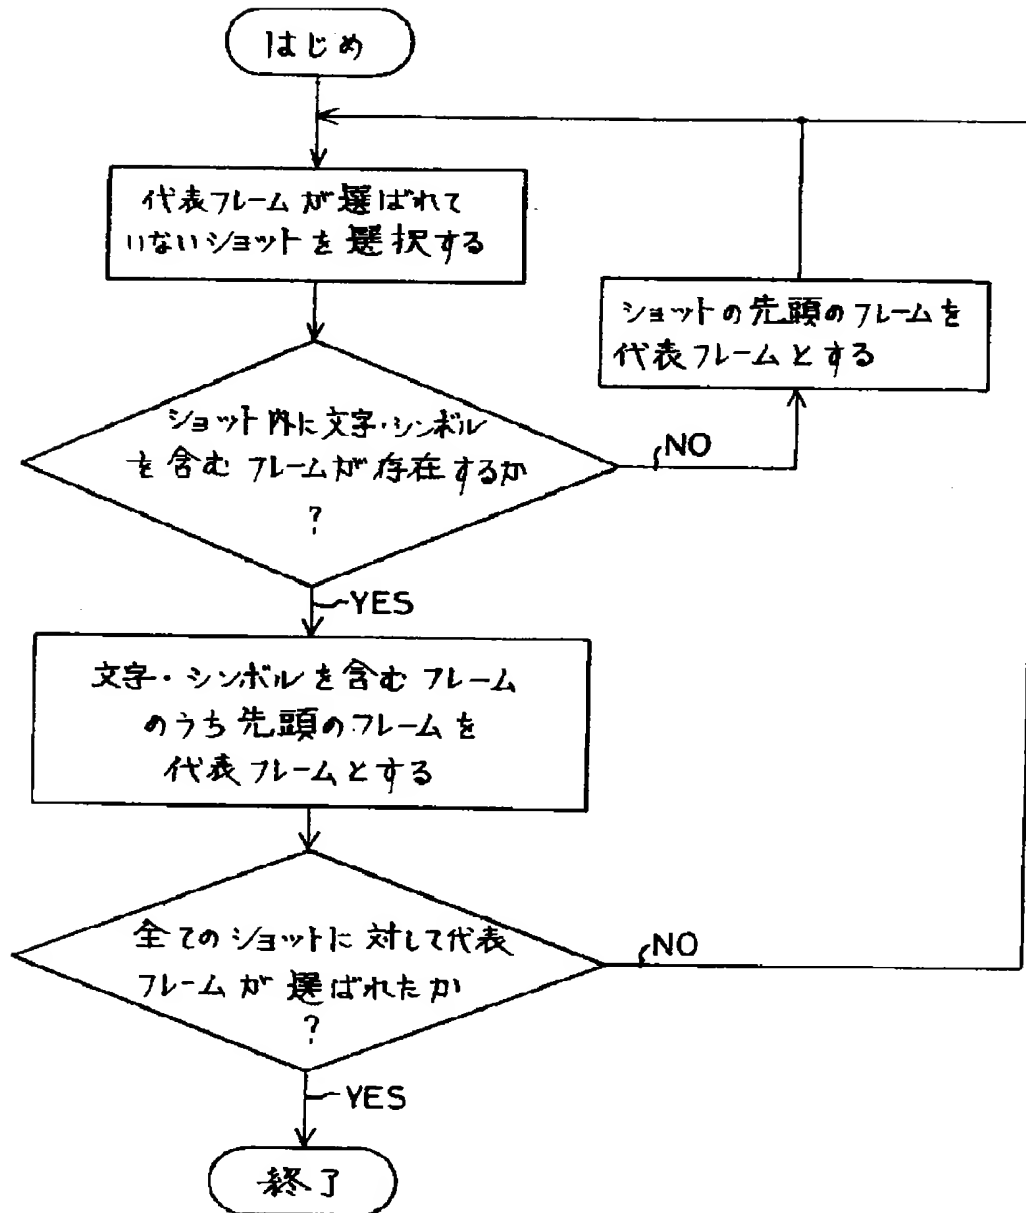 はじめ
代表フレームが選ばれて
いないショットを選択する
ショットの先頭のフレームを
代表フレームとする
ショット内に文字・シンボル
を含むフレームが存在するか
?
NO
YES
文字・シンボルを含むフレーム
のうち先頭のフレームを
代表フレームとする
全てのショットに対して代表
フレームが選ばれたか
?
NO
YES
終了